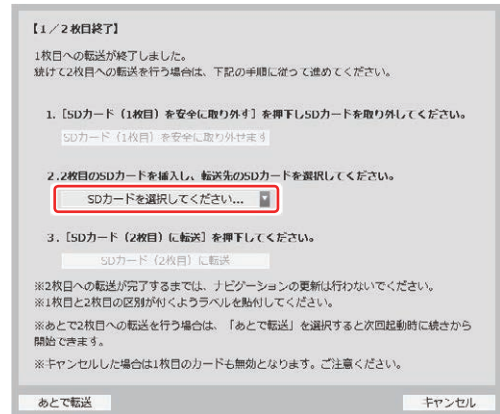 【1／2枚目終了】
1枚目への転送が終了しました。
続けて2枚目への転送を行う場合は、下記の手順に従って進めてください。
1.［SDカード（1枚目）を安全に取り外す］を押下しSDカードを取り外してください。
SDカード（1枚目）を安全に取り外せます
2.2枚目のSDカードを挿入し、転送先のSDカードを選択してください。
SDカードを選択してください...
3.［SDカード（2枚目）に転送］を押下してください。
SDカード（2枚目）に転送
※2枚目への転送が完了するまでは、ナビゲーションの更新は行わないでください。
※1枚目と2枚目の区別が付くようラベルを貼付してください。
※あとで2枚目への転送を行う場合は、「あとで転送」を選択すると次回起動時に続きから
開始できます。
※キャンセルした場合は1枚目のカードも無効となります。ご注意ください。
あとで転送
キャンセル